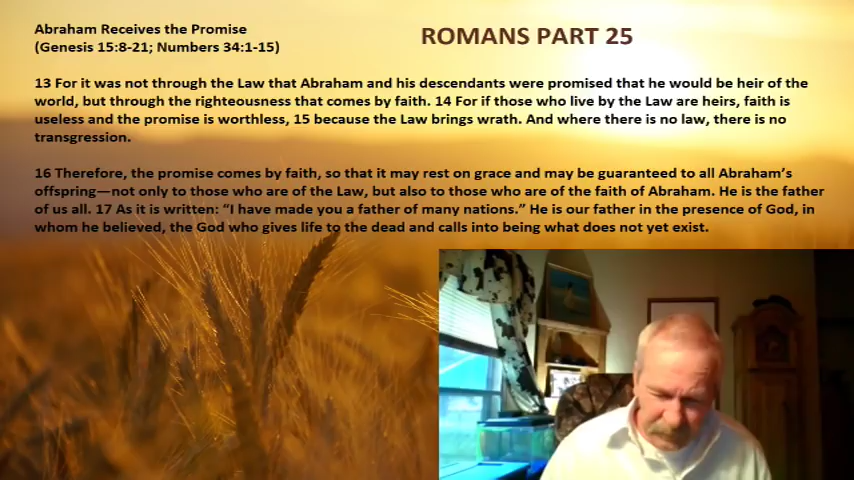 Abraham Receives the Promise
(Genesis 15:8-21; Numbers 34:1-15)
ROMANS PART 25
13 For it was not through the Law that Abraham and his descendants were promised that he would be heir of the
world, but through the righteousness that comes by faith. 14 For if those who live by the Law are heirs, faith is
useless and the promise is worthless, 15 because the Law brings wrath. And where there is no law, there is no
transgression.
16 Therefore, the promise comes by faith, so that it may rest on grace and may be guaranteed to all Abraham’s
offspring—not only to those who are of the Law, but also to those who are of the faith of Abraham. He is the father
of us all. 17 As it is written: “I have made you a father of many nations.” He is our father in the presence of God, in
whom he believed, the God who gives life to the dead and calls into being what does not yet exist.